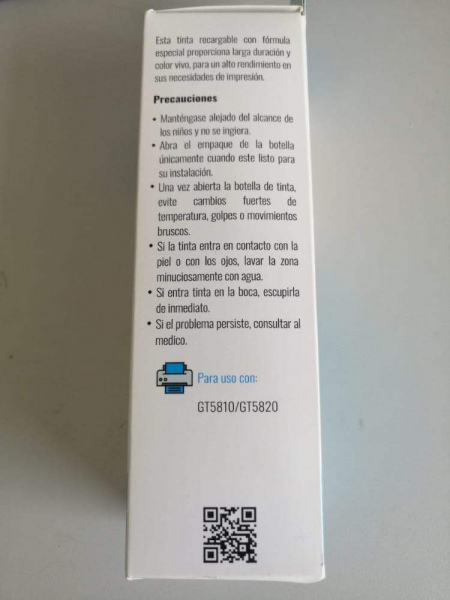 Esta tinta recargable con fórmula
especial proporciona larga duración y
color vivo, para un alto rendimiento en
sus necesidades de impresión.
Precauciones
• Manténgase alejado del alcance de
los niños y no se ingiera.
• Abra el empaque de la botella
únicamente cuando este listo para
su instalación.
• Una vez abierta la botella de tinta,
evite cambios fuertes de
temperatura, golpes o movimientos
bruscos.
• Si la tinta entra en contacto con la
piel o con los ojos, lavar la zona
minuciosamente con agua.
• Si entra tinta en la boca, escupirla
de inmediato.
• Si el problema persiste, consultar al
medico.
Para uso con:
GT5810/GT5820